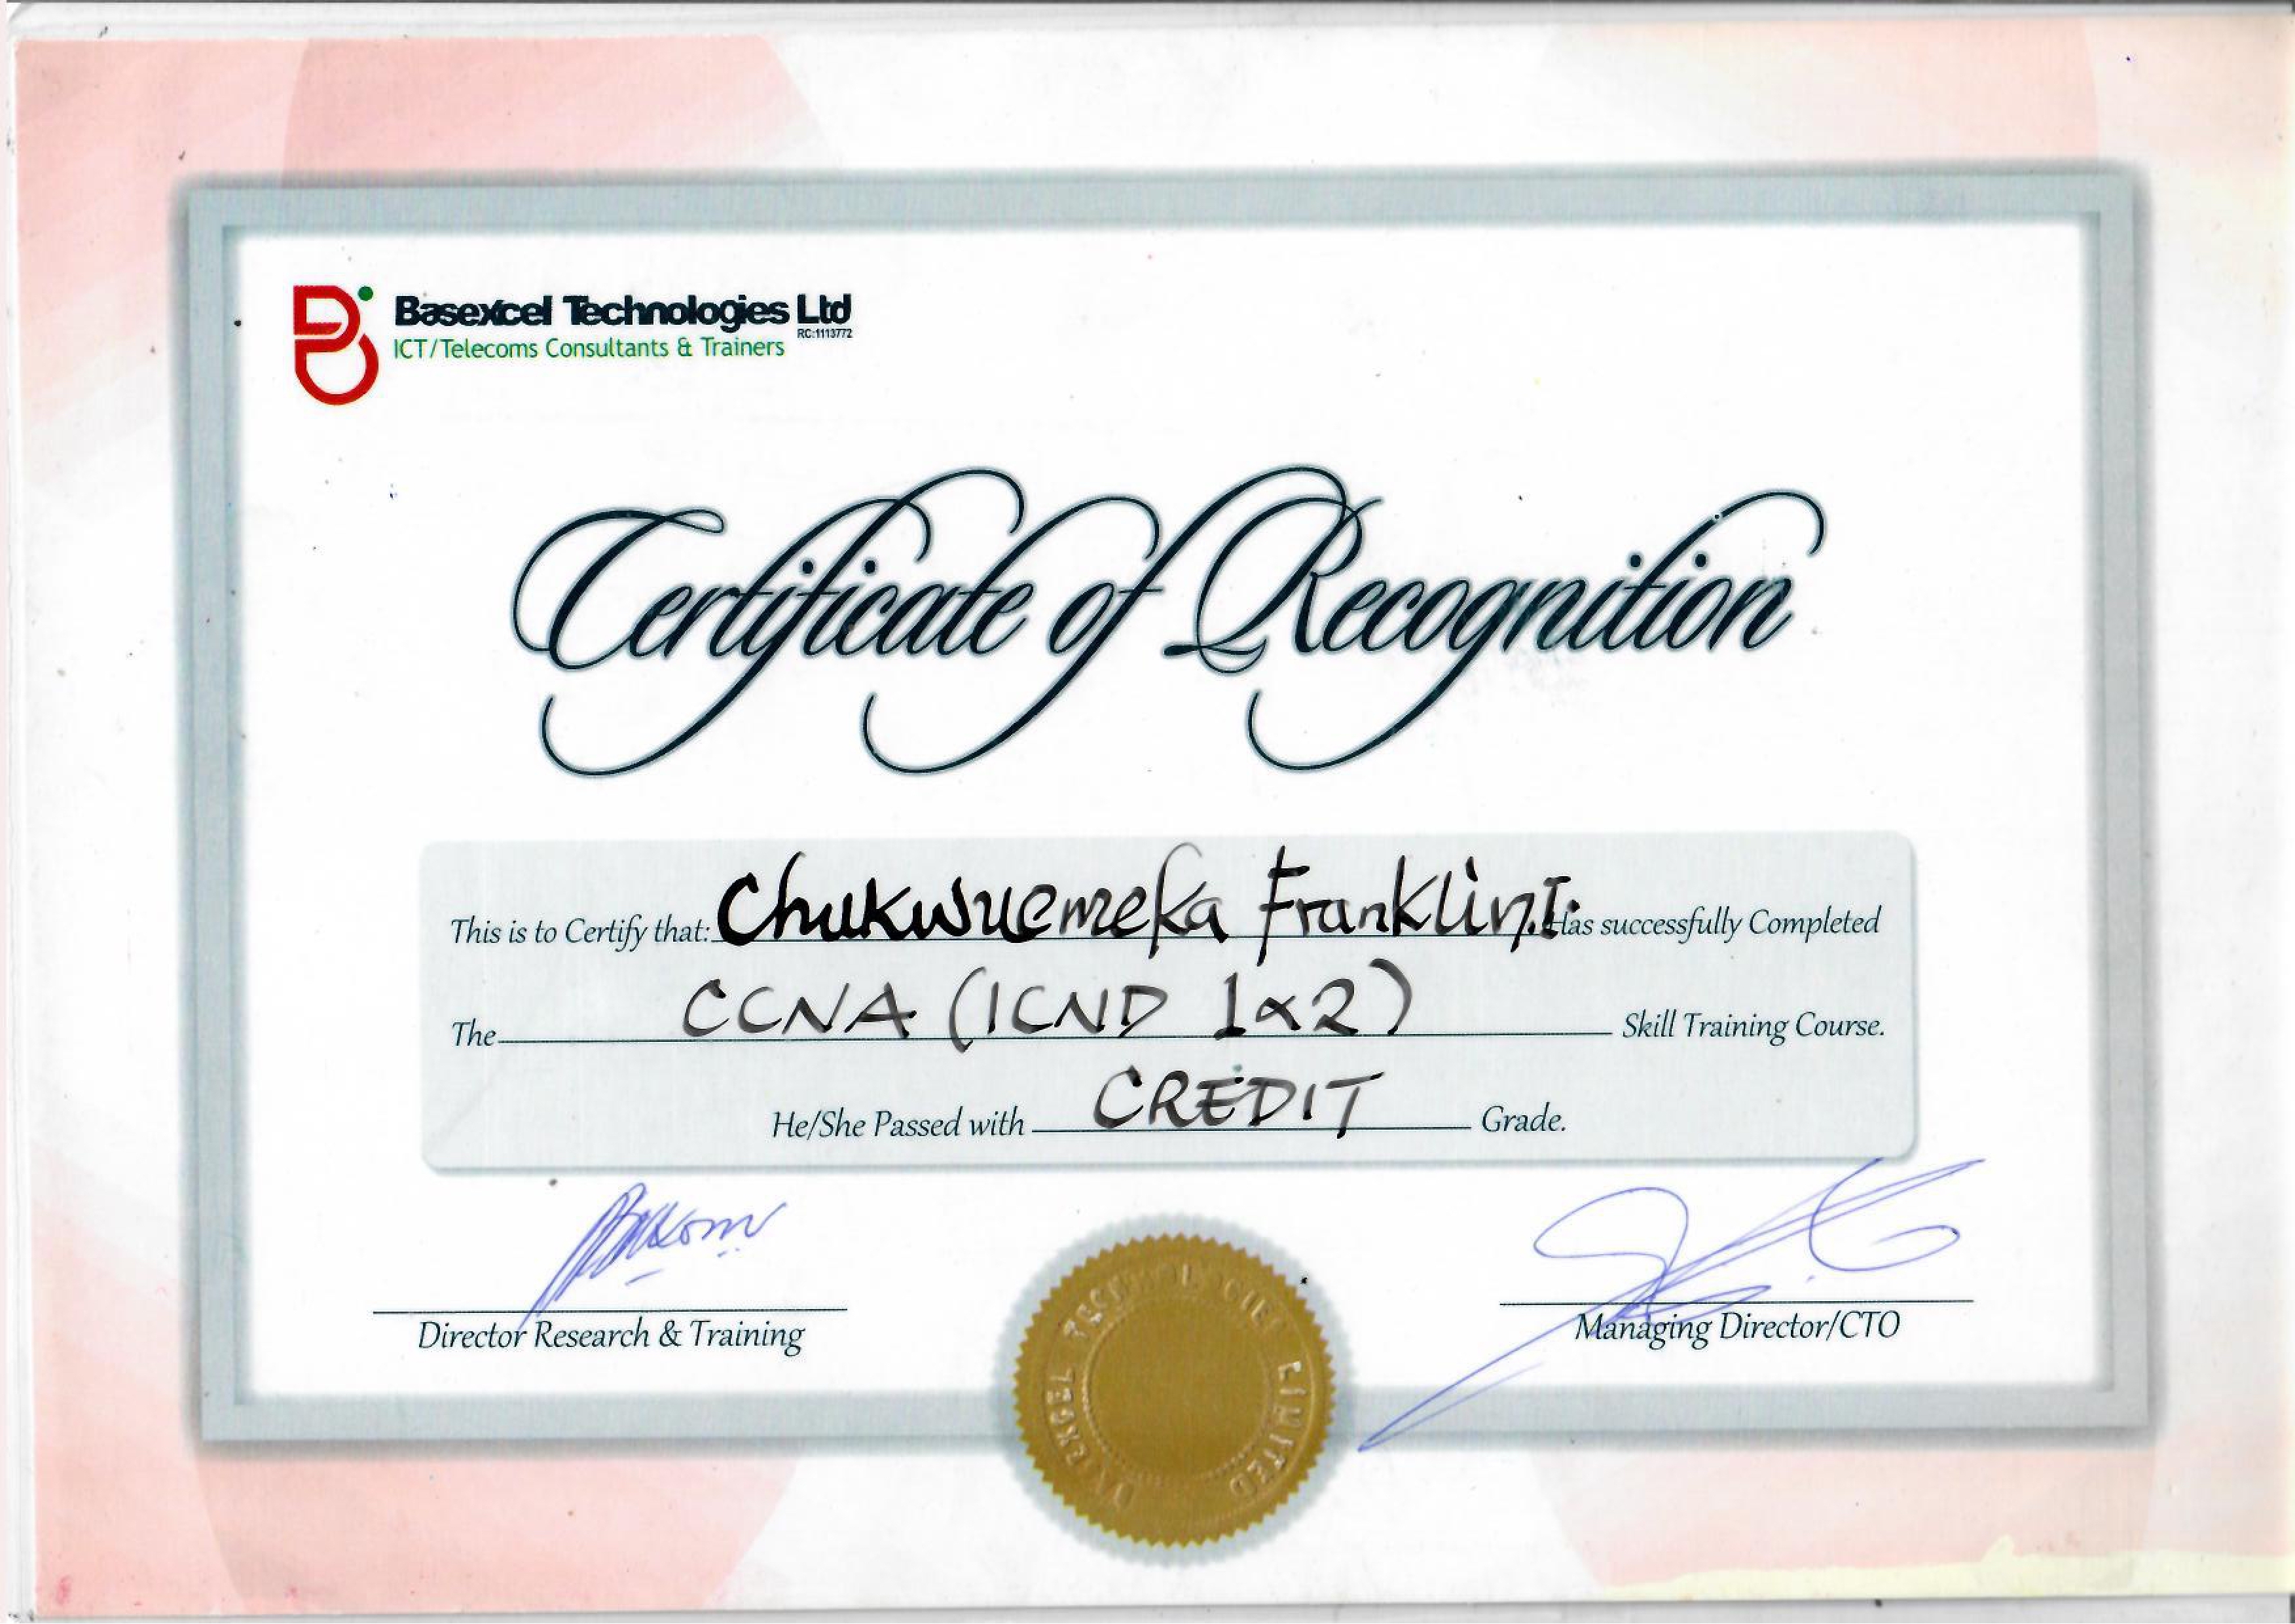 Basexcel Technologies Ltd
RC:1113772
ICT/Telecoms Consultants & Trainers
Certificate of Recognition
This is to Certify that: Chukwuemeka Franklin I. Has successfully Completed
The CCNA (ICND 1&2) Skill Training Course.
He/She Passed with CREDIT Grade.
Director Research & Training
Managing Director/CTO
BASEXCEL TECHNOLOGIES LIMITED